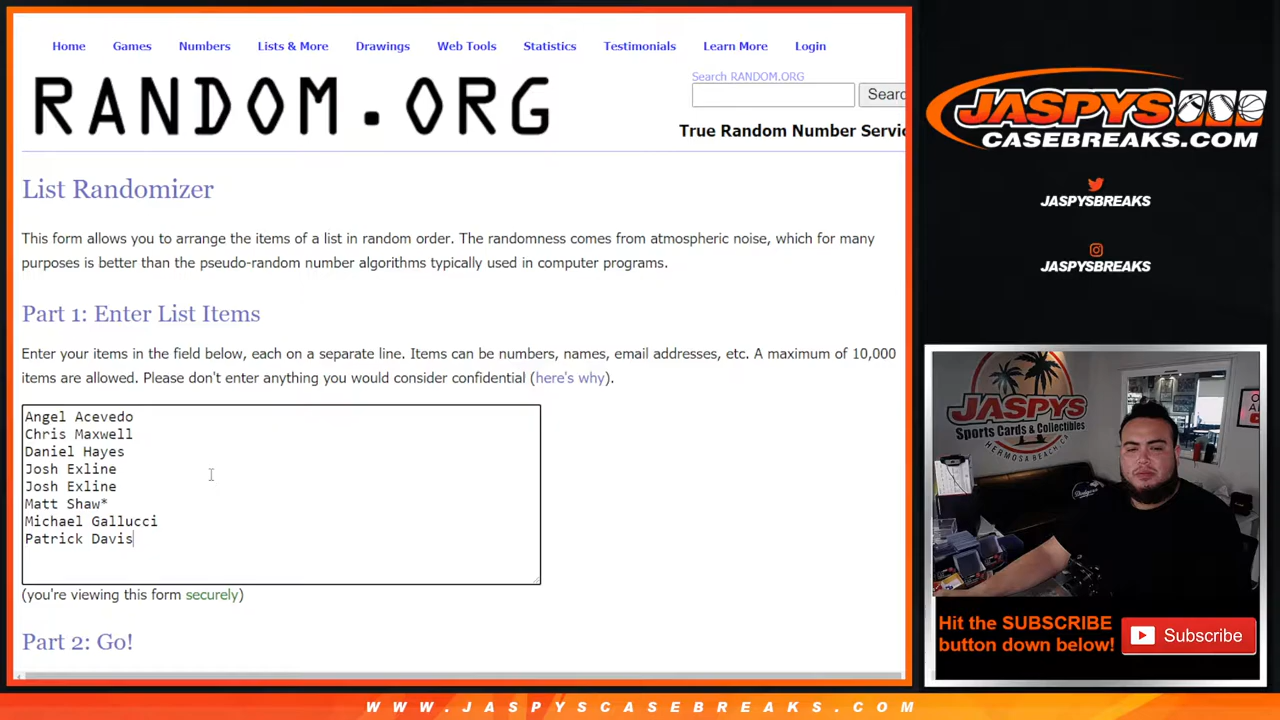 Home Games Numbers Lists & More Drawings Web Tools Statistics Testimonials Learn More Login
RANDOM.ORG
Search RANDOM.ORG
True Random Number
List Randomizer
This form allows you to arrange the items of a list in random order. The randomness comes from atmospheric noise, which for many
purposes is better than the pseudo-random number algorithms typically used in computer programs.
Part 1: Enter List Items
Enter your items in the field below, each on a separate line. Items can be numbers, names, email addresses, etc. A maximum of 10,000
items are allowed. Please don't enter anything you would consider confidential (here's why).
Angel Acevedo
Chris Maxwell
Daniel Hayes
Josh Exline
Josh Exline
Matt Shaw*
Michael Gallucci
Patrick Davis
(you're viewing this form securely)
Part 2: Go!
JASPYS
CASEBREAKS.COM
JASPYSBREAKS
JASPYSBREAKS
JASPYS
Sports Cards & Collectibles
HERMOSA BEACH, CA
Dodgers
Hit the SUBSCRIBE
button down below!
Subscribe
WWW.JASPYSCASEBREAKS.COM